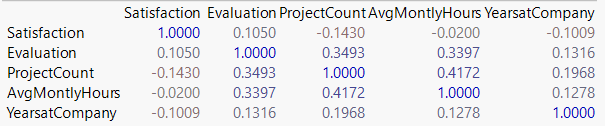 Satisfaction Evaluation ProjectCount AvgMontlyHours YearsatCompany
Satisfaction 1.0000 0.1050 -0.1430 -0.0200 -0.1009
Evaluation 0.1050 1.0000 0.3493 0.3397 0.1316
ProjectCount -0.1430 0.3493 1.0000 0.4172 0.1968
AvgMontlyHours -0.0200 0.3397 0.4172 1.0000 0.1278
YearsatCompany -0.1009 0.1316 0.1968 0.1278 1.0000